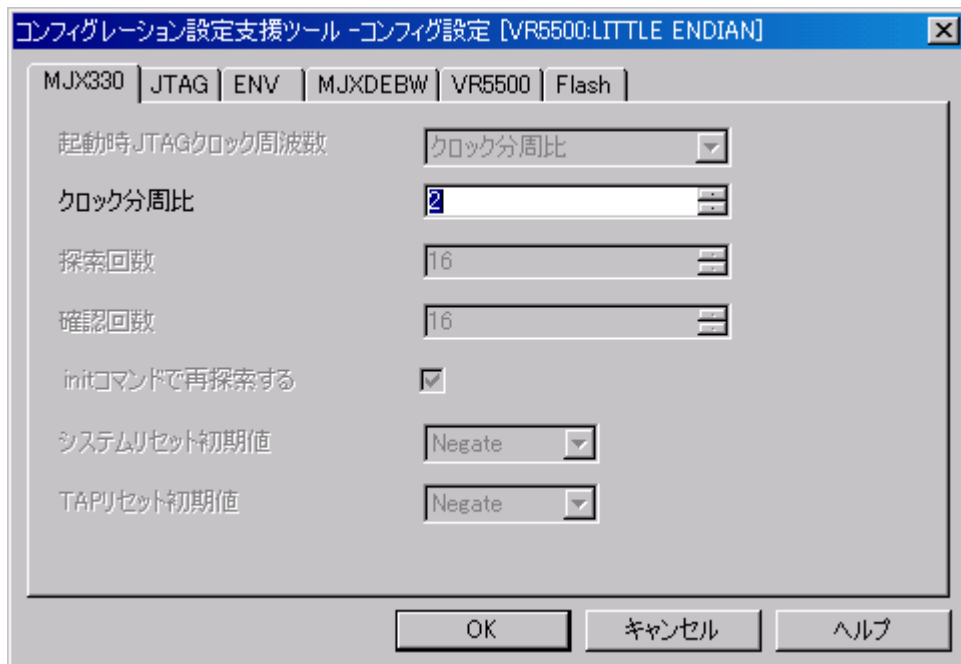 コンフィグレーション設定支援ツール -コンフィグ設定 [VR5500:LITTLE ENDIAN]
MJX330 JTAG ENV MJXDEBW VR5500 Flash
起動時JTAGクロック周波数 クロック分周比
クロック分周比 2
探索回数 16
確認回数 16
initコマンドで再探索する
システムリセット初期値 Negate
TAPリセット初期値 Negate
OK キャンセル ヘルプ